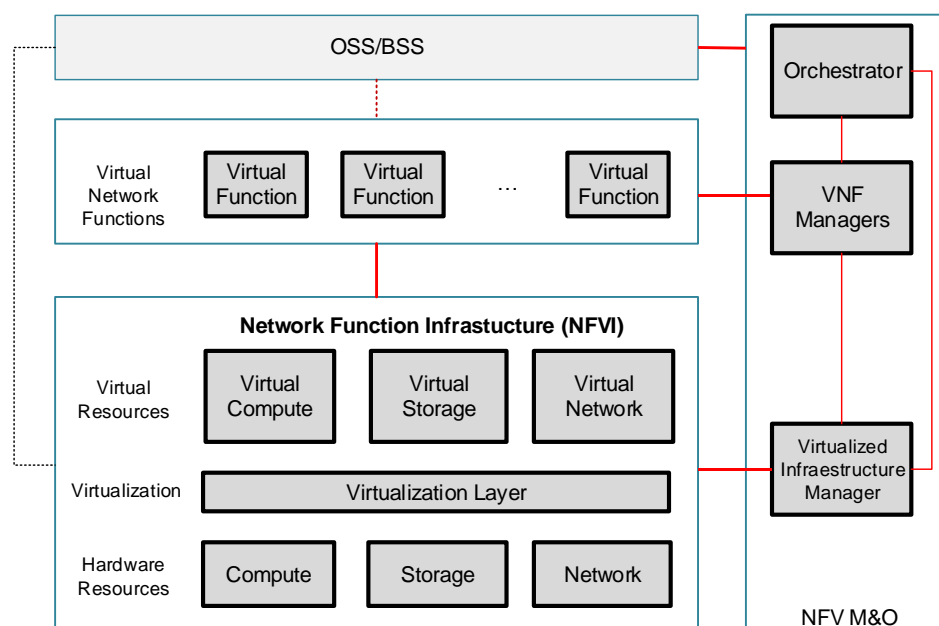 OSS/BSS
Orchestrator
Virtual
Network
Functions
Virtual
Function
Virtual
Function
...
Virtual
Function
VNF
Managers
Network Function Infrastucture (NFVI)
Virtual
Resources
Virtual
Compute
Virtual
Storage
Virtual
Network
Virtualized
Infraestructure
Manager
Virtualization
Virtualization Layer
Hardware
Resources
Compute
Storage
Network
NFV M&O